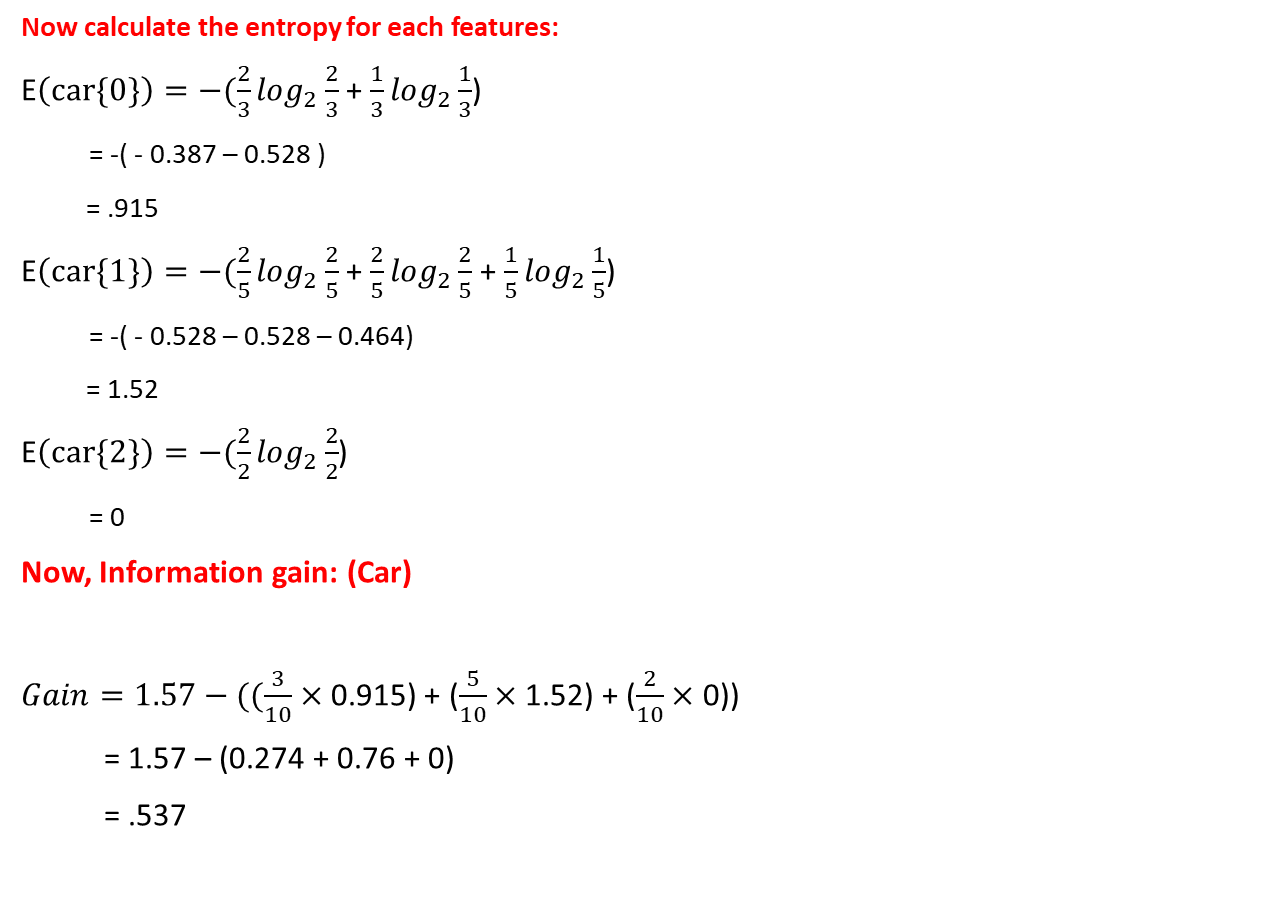 Now calculate the entropy for each features:
E(car{0}) = −(2/3 log₂ 2/3 + 1/3 log₂ 1/3)
= -( - 0.387 – 0.528 )
= .915
E(car{1}) = −(2/5 log₂ 2/5 + 2/5 log₂ 2/5 + 1/5 log₂ 1/5)
= -( - 0.528 – 0.528 – 0.464)
= 1.52
E(car{2}) = −(2/2 log₂ 2/2)
= 0
Now, Information gain: (Car)
Gain = 1.57 − ((3/10 × 0.915) + (5/10 × 1.52) + (2/10 × 0))
= 1.57 – (0.274 + 0.76 + 0)
= .537